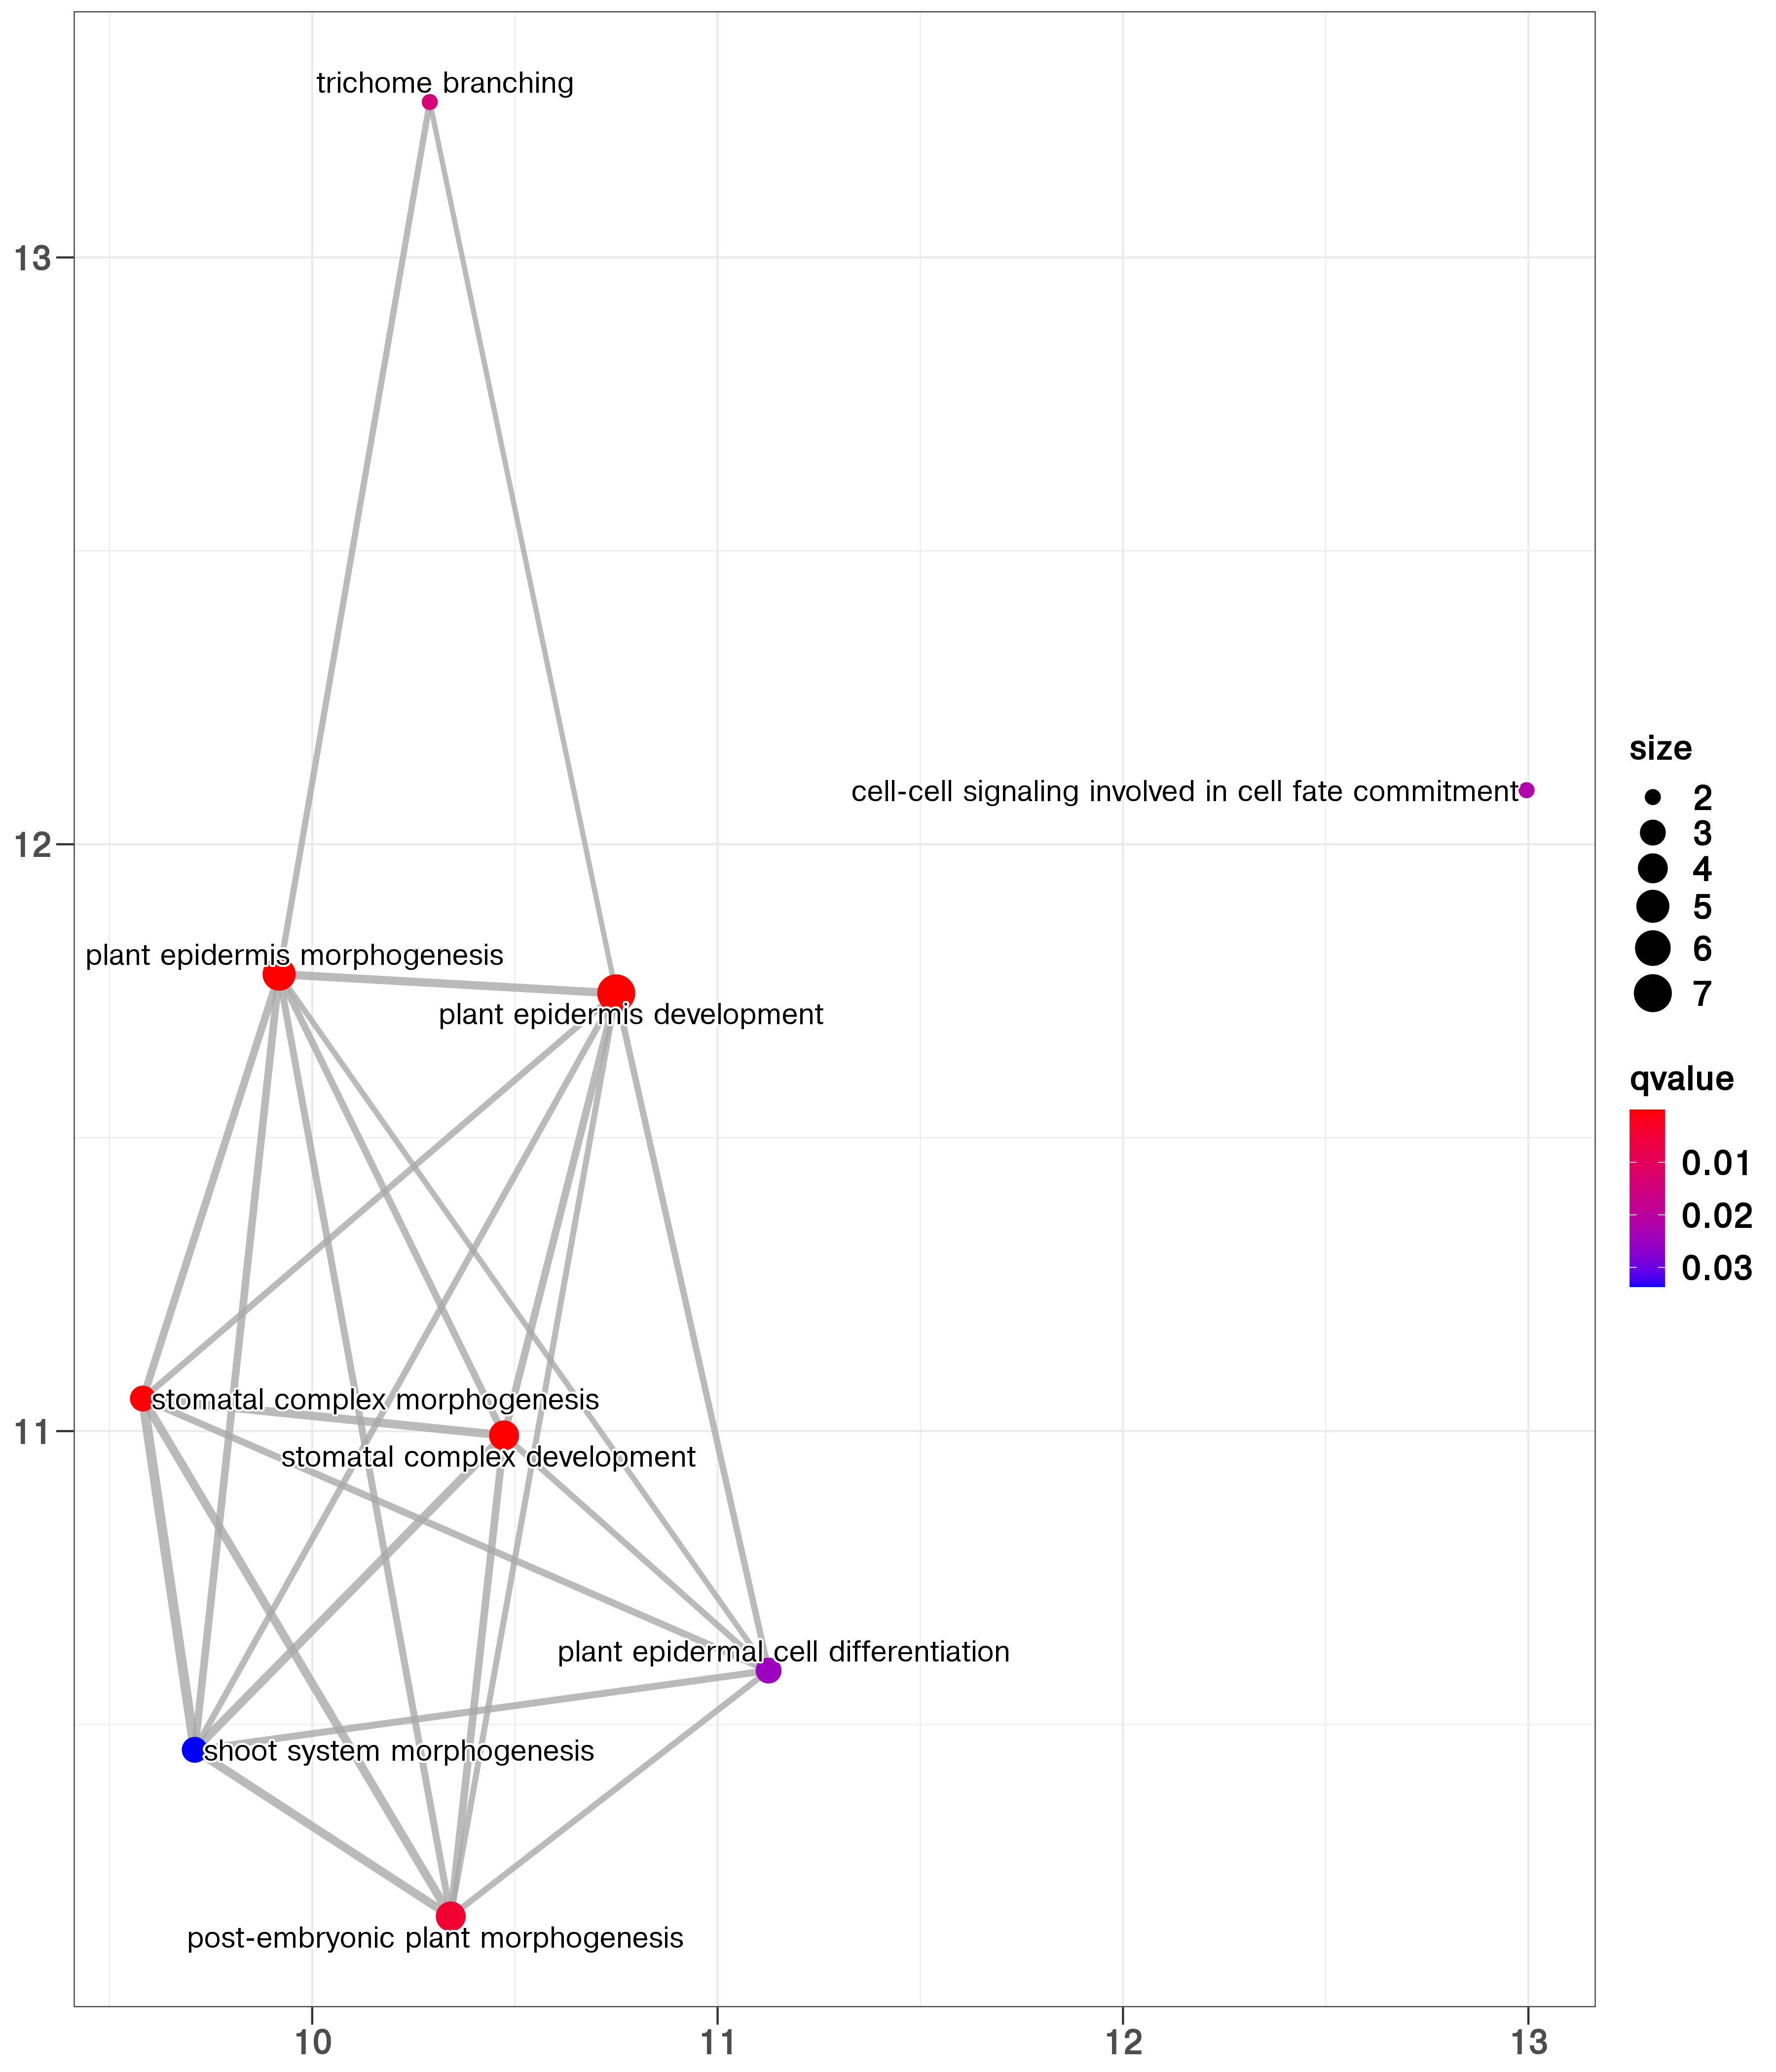 trichome branching
13
cell-cell signaling involved in cell fate commitment
12
plant epidermis morphogenesis
plant epidermis development
stomatal complex morphogenesis
11
stomatal complex development
plant epidermal cell differentiation
shoot system morphogenesis
post-embryonic plant morphogenesis
10
11
12
13
size
2
3
4
5
6
7
qvalue
0.01
0.02
0.03